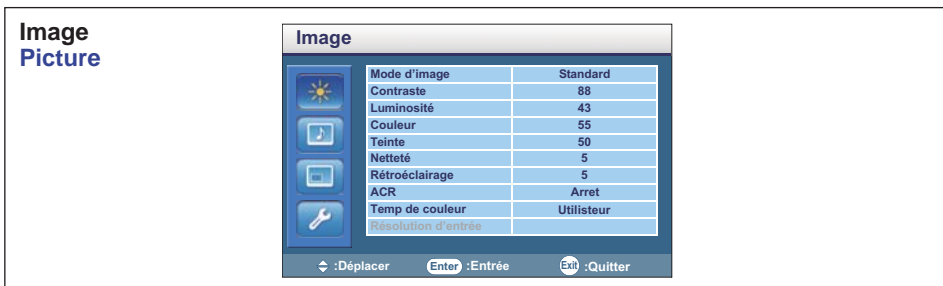 Image
Picture
Image
Mode d'image Standard
Contraste 88
Luminosité 43
Couleur 55
Teinte 50
Netteté 5
Rétroéclairage 5
ACR Arret
Temp de couleur Utilisteur
Résolution d'entrée
:Déplacer Enter :Entrée Exit :Quitter